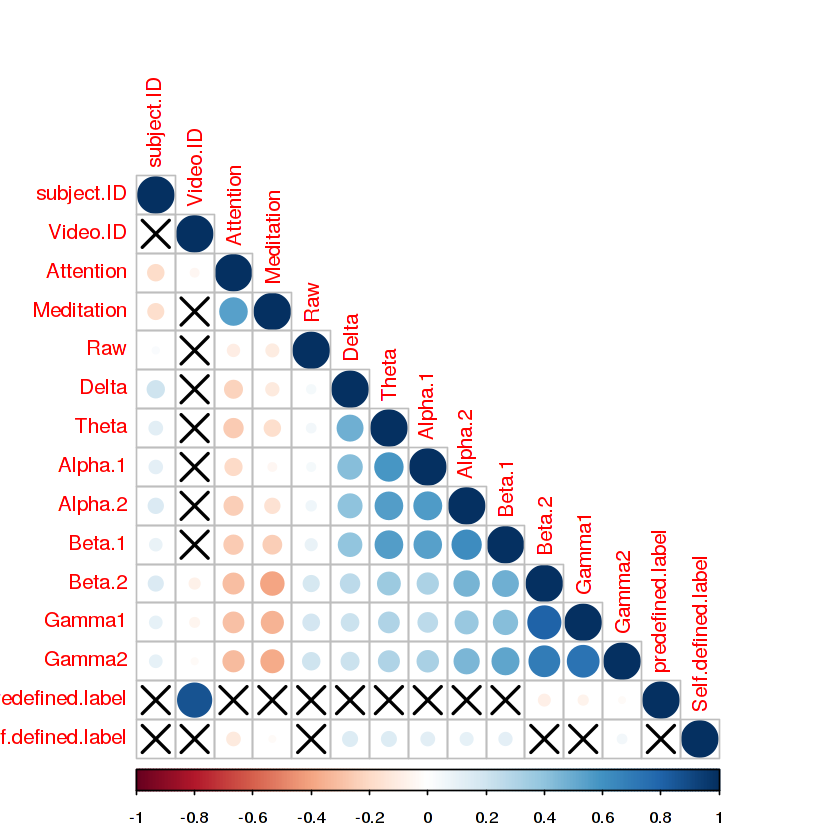 subject.ID
Video.ID
Attention
Meditation
Raw
Delta
Theta
Alpha.1
Alpha.2
Beta.1
Beta.2
Gamma1
Gamma2
predefined.label
Self.defined.label
subject.ID
Video.ID
Attention
Meditation
Raw
Delta
Theta
Alpha.1
Alpha.2
Beta.1
Beta.2
Gamma1
Gamma2
edefined.label
f.defined.label
-1 -0.8 -0.6 -0.4 -0.2 0 0.2 0.4 0.6 0.8 1